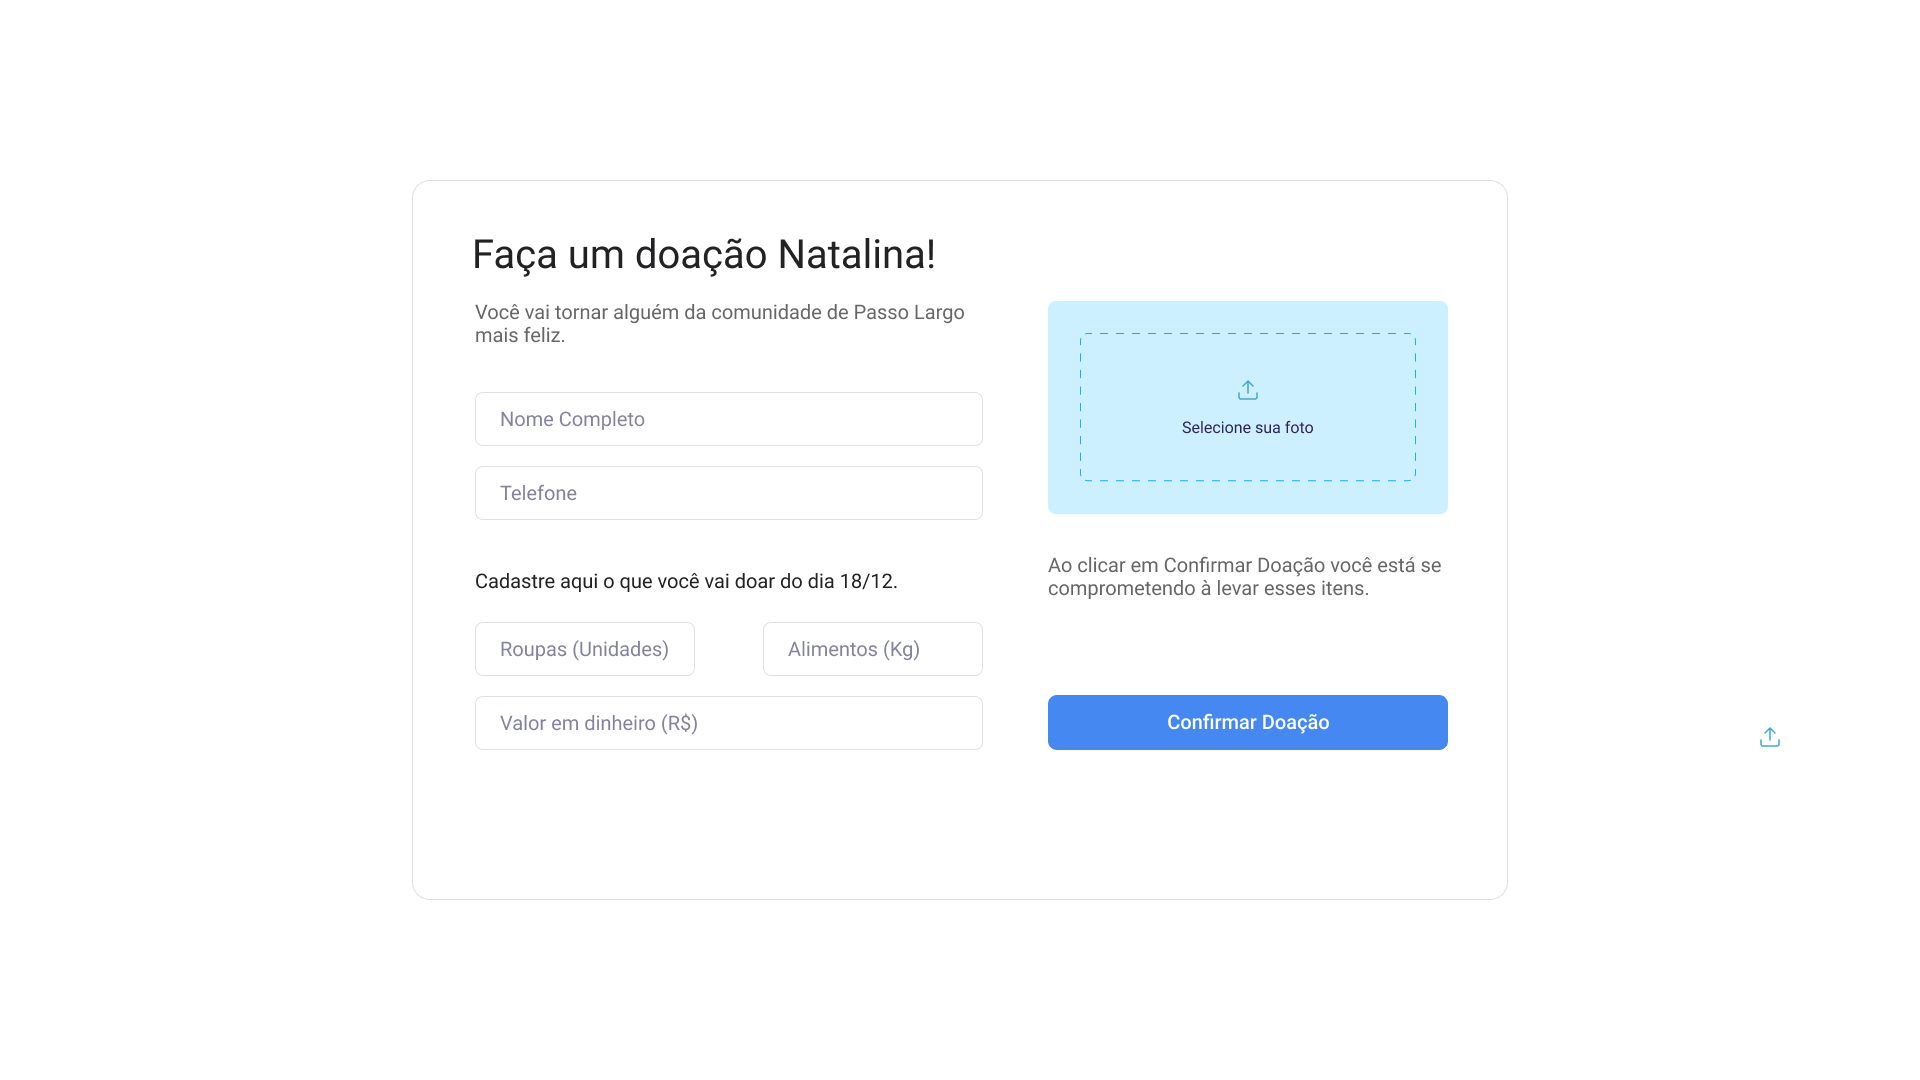 Faça um doação Natalina!
Você vai tornar alguém da comunidade de Passo Largo
mais feliz.
Nome Completo
Telefone
Cadastre aqui o que você vai doar do dia 18/12.
Roupas (Unidades)
Alimentos (Kg)
Valor em dinheiro (R$)
Selecione sua foto
Ao clicar em Confirmar Doação você está se
comprometendo à levar esses itens.
Confirmar Doação